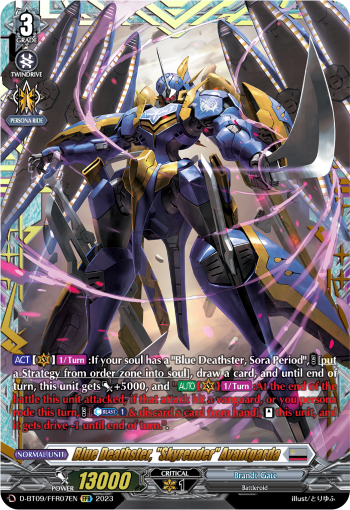 3
GRADE
TWINDRIVE
PERSONA RIDE
ACT 1/Turn :If your soul has a "Blue Deathster, Sora Period", [put
a Strategy from order zone into soul], draw a card, and until end of
turn, this unit gets +5000, and " AUTO 1/Turn :At the end of the
battle this unit attacked, if that attack hit a vanguard, or you persona
rode this turn, BLAST 1 & discard a card from hand], this unit, and
it gets drive -1 until end of turn.".
NORMAL UNIT
Blue Deathster, "Skyrender" Avantgarde
POWER 13000
CRITICAL
1
Brandt Gate
Battleroid
D-BT09/FFR07EN FFR 2023
illust/とりゆふ